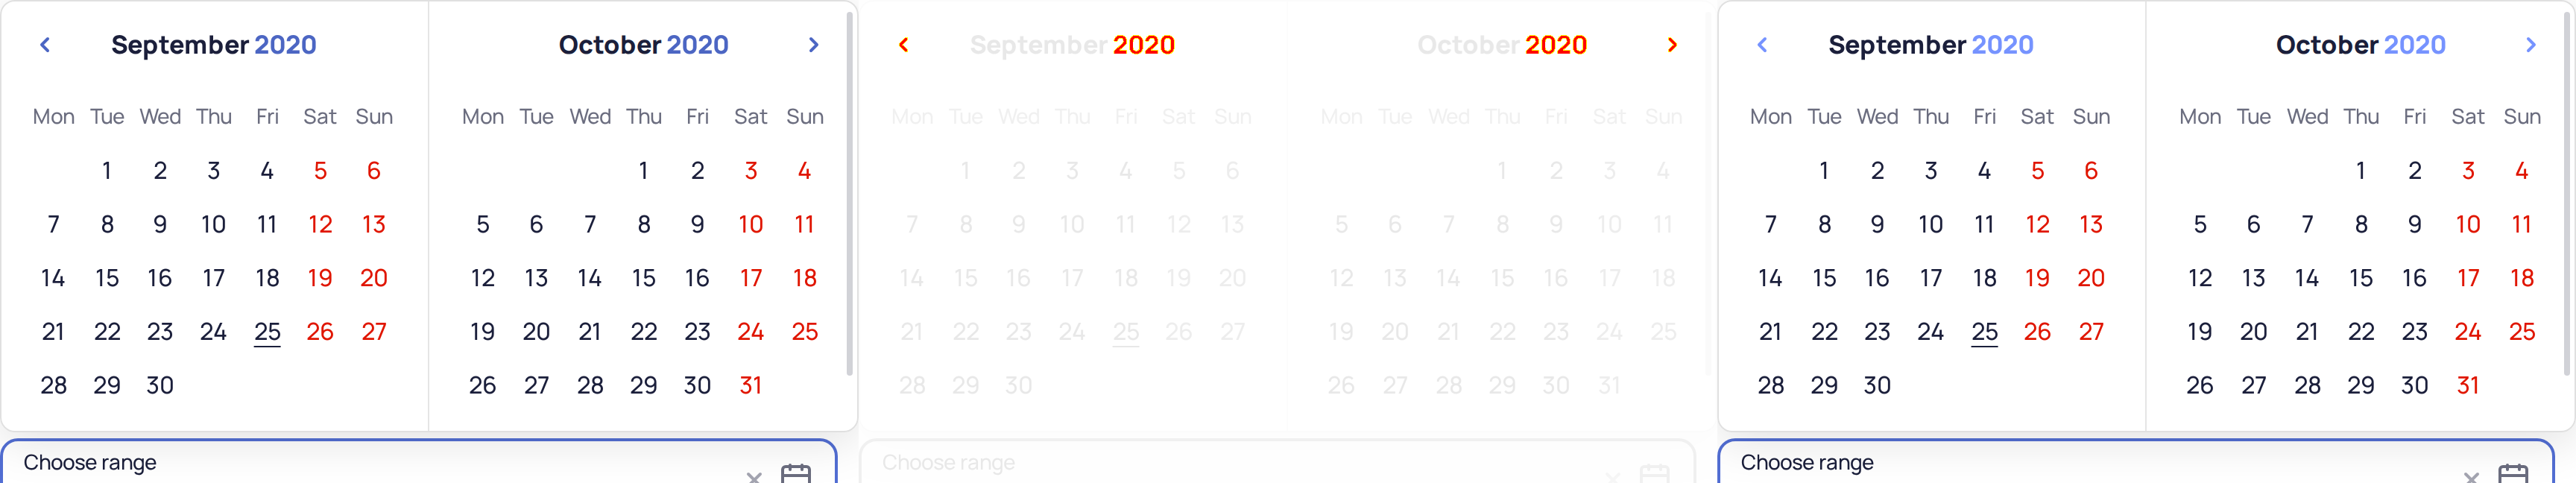 September 2020 October 2020 September 2020 October 2020 September 2020 October 2020
Mon Tue Wed Thu Fri Sat Sun Mon Tue Wed Thu Fri Sat Sun Mon Tue Wed Thu Fri Sat Sun Mon Tue Wed Thu Fri Sat Sun Mon Tue Wed Thu Fri Sat Sun Mon Tue Wed Thu Fri Sat Sun
1 2 3 4 5 6 1 2 3 4 1 2 3 4 5 6 1 2 3 4 1 2 3 4 5 6 1 2 3 4
7 8 9 10 11 12 13 5 6 7 8 9 10 11 7 8 9 10 11 12 13 5 6 7 8 9 10 11 7 8 9 10 11 12 13 5 6 7 8 9 10 11
14 15 16 17 18 19 20 12 13 14 15 16 17 18 14 15 16 17 18 19 20 12 13 14 15 16 17 18 14 15 16 17 18 19 20 12 13 14 15 16 17 18
21 22 23 24 25 26 27 19 20 21 22 23 24 25 21 22 23 24 25 26 27 19 20 21 22 23 24 25 21 22 23 24 25 26 27 19 20 21 22 23 24 25
28 29 30 26 27 28 29 30 31 28 29 30 26 27 28 29 30 31 28 29 30 26 27 28 29 30 31
Choose range Choose range Choose range